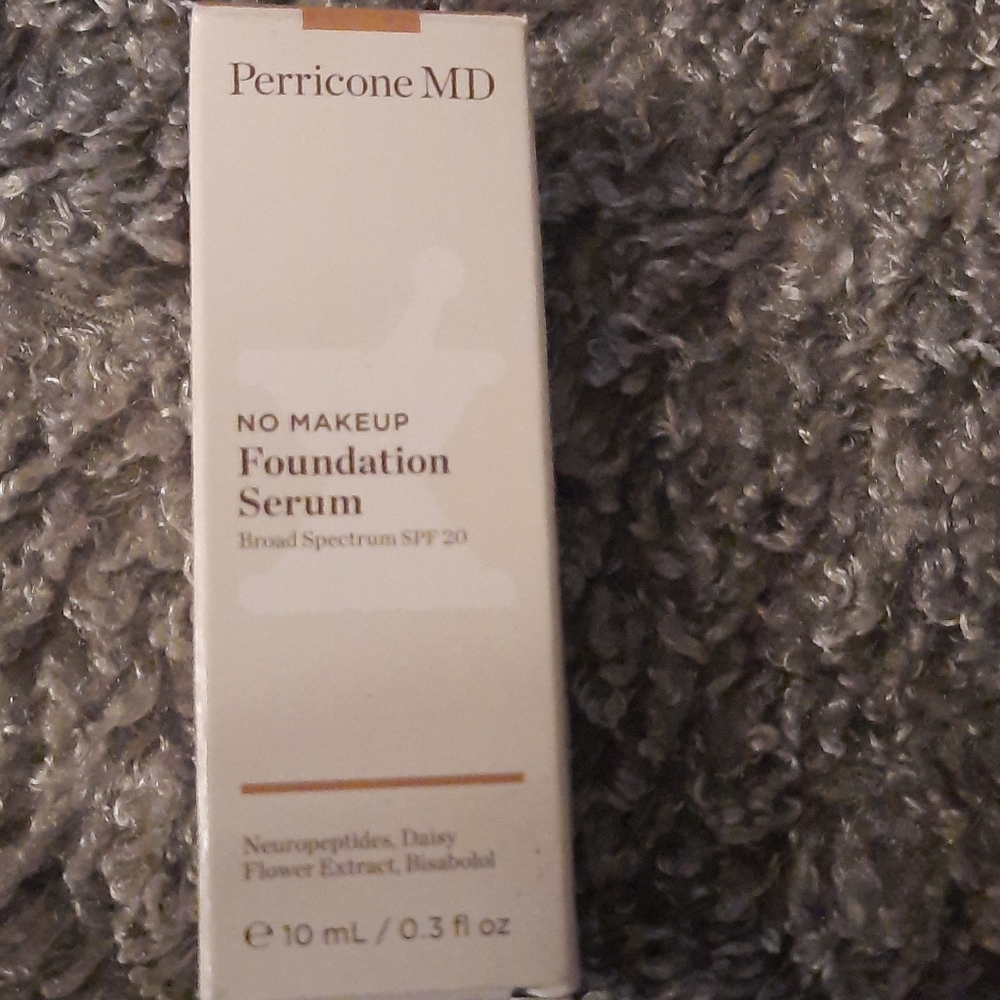 Perricone MD
NO MAKEUP
Foundation
Serum
Broad Spectrum SPF 20
Neuropeptides, Daisy
Flower Extract, Bisabolol
℮ 10 mL / 0.3 fl oz